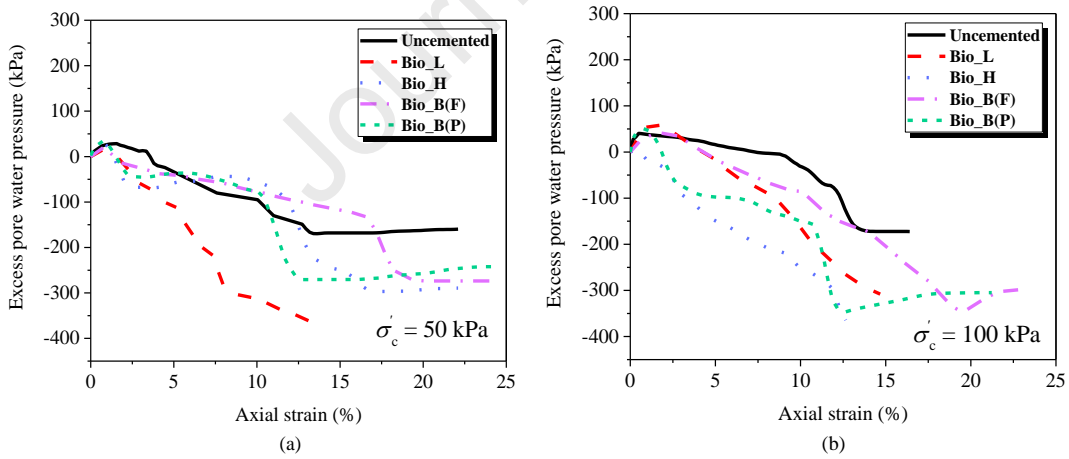 Journ
300
200
100
0
-100
-200
-300
-400
0
5
10
15
20
25
Excess pore water pressure (kPa)
Axial strain (%)
Uncemented
Bio_L
Bio_H
Bio_B(F)
Bio_B(P)
σ'c = 50 kPa
(a)
300
200
100
0
-100
-200
-300
-400
0
5
10
15
20
25
Excess pore water pressure (kPa)
Axial strain (%)
Uncemented
Bio_L
Bio_H
Bio_B(F)
Bio_B(P)
σ'c = 100 kPa
(b)